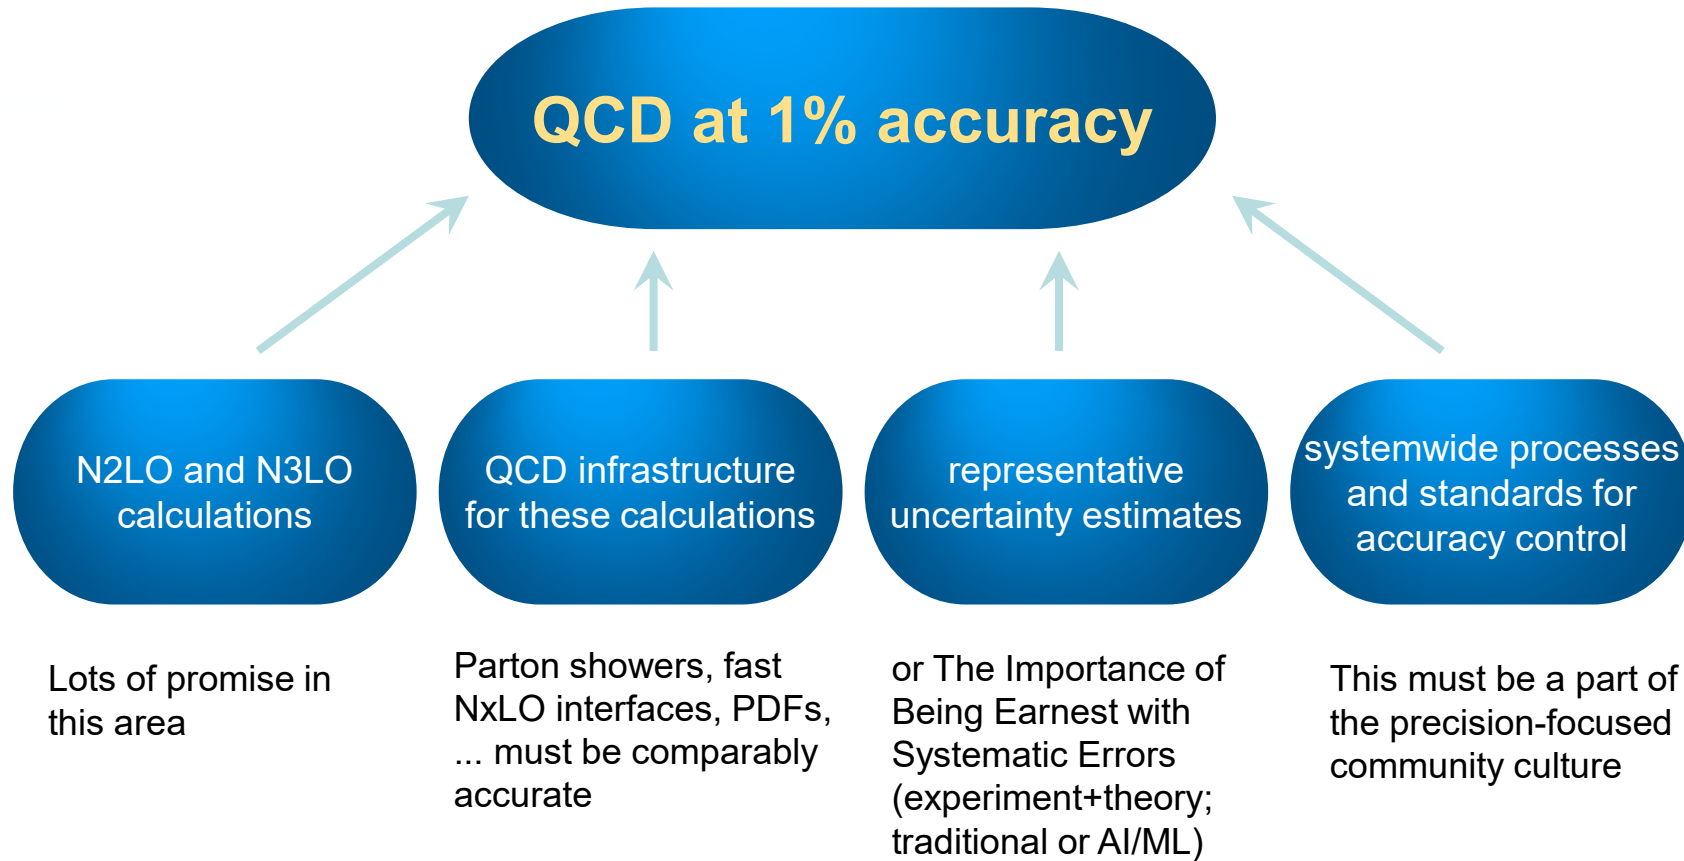 QCD at 1% accuracy
N2LO and N3LO
calculations
QCD infrastructure
for these calculations
representative
uncertainty estimates
systemwide processes
and standards for
accuracy control
Lots of promise in
this area
Parton showers, fast
NxLO interfaces, PDFs,
... must be comparably
accurate
or The Importance of
Being Earnest with
Systematic Errors
(experiment+theory;
traditional or AI/ML)
This must be a part of
the precision-focused
community culture